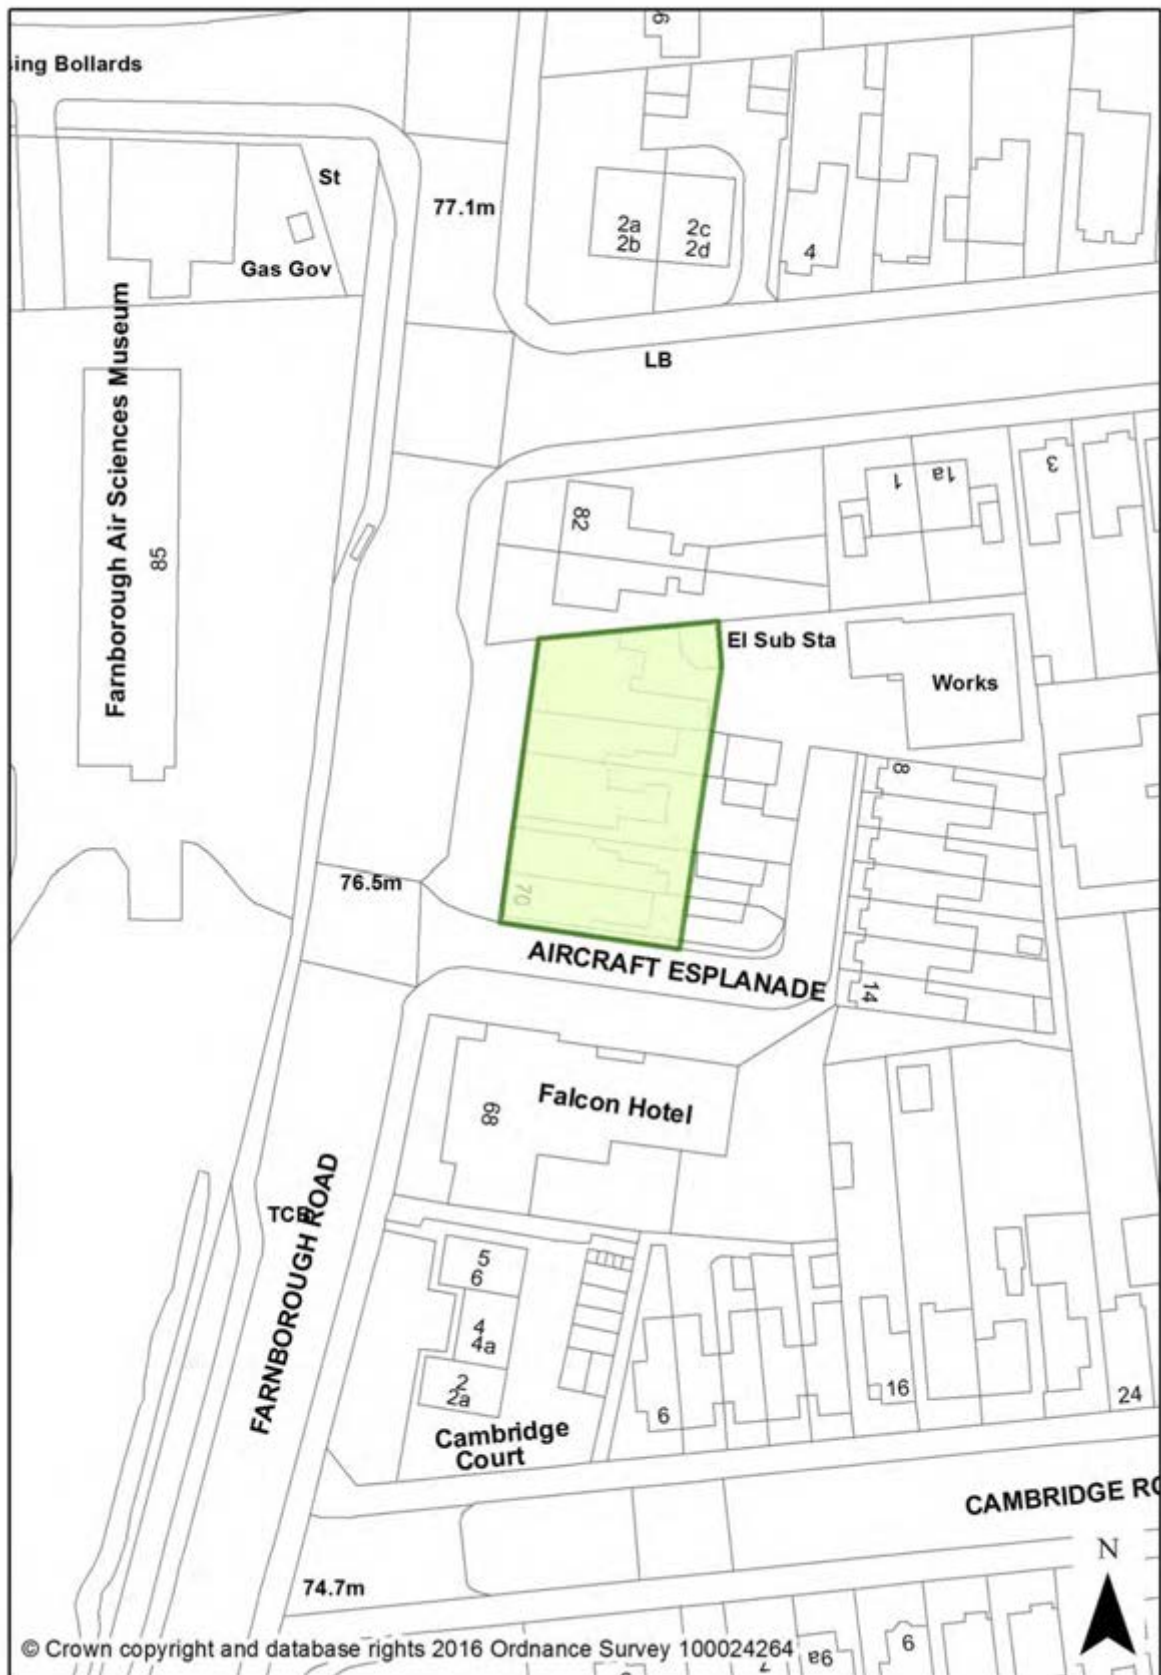 6
sing Bollards
St
77.1m
2a
2b
2c
2d
4
Gas Gov
Farnborough Air Sciences Museum
85
LB
82
1
1a
3
El Sub Sta
Works
8
76.5m
70
AIRCRAFT ESPLANADE
14
Falcon Hotel
68
FARNBOROUGH ROAD
TCB
5
6
4
4a
2
2a
Cambridge
Court
6
16
24
CAMBRIDGE RO
N
74.7m
© Crown copyright and database rights 2016 Ordnance Survey 100024264
7
9a
9